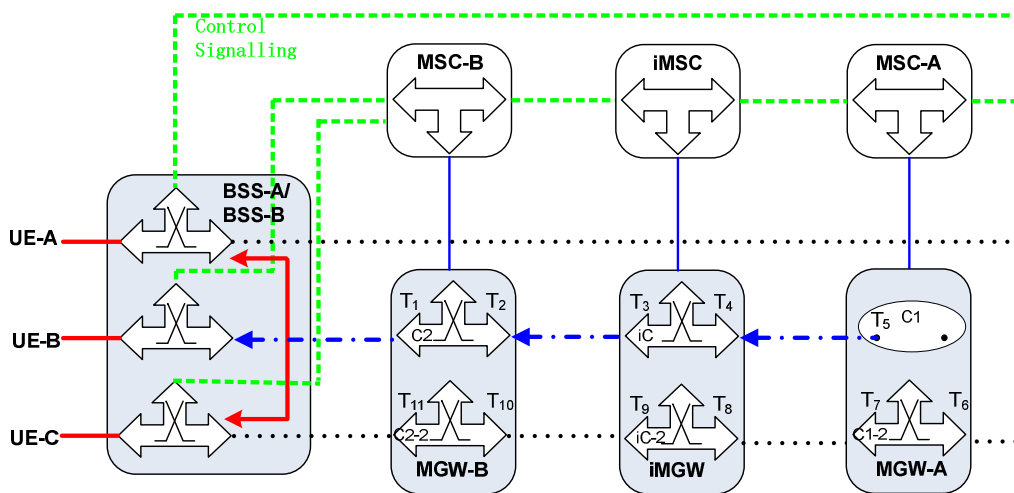 Control
Signalling
MSC-B
iMSC
MSC-A
BSS-A/
BSS-B
UE-A
UE-B
UE-C
T1
T2
C2
T3
T4
iC
T5
C1
T11
T10
C2-2
T9
T8
iC-2
T7
T6
C1-2
MGW-B
iMGW
MGW-A